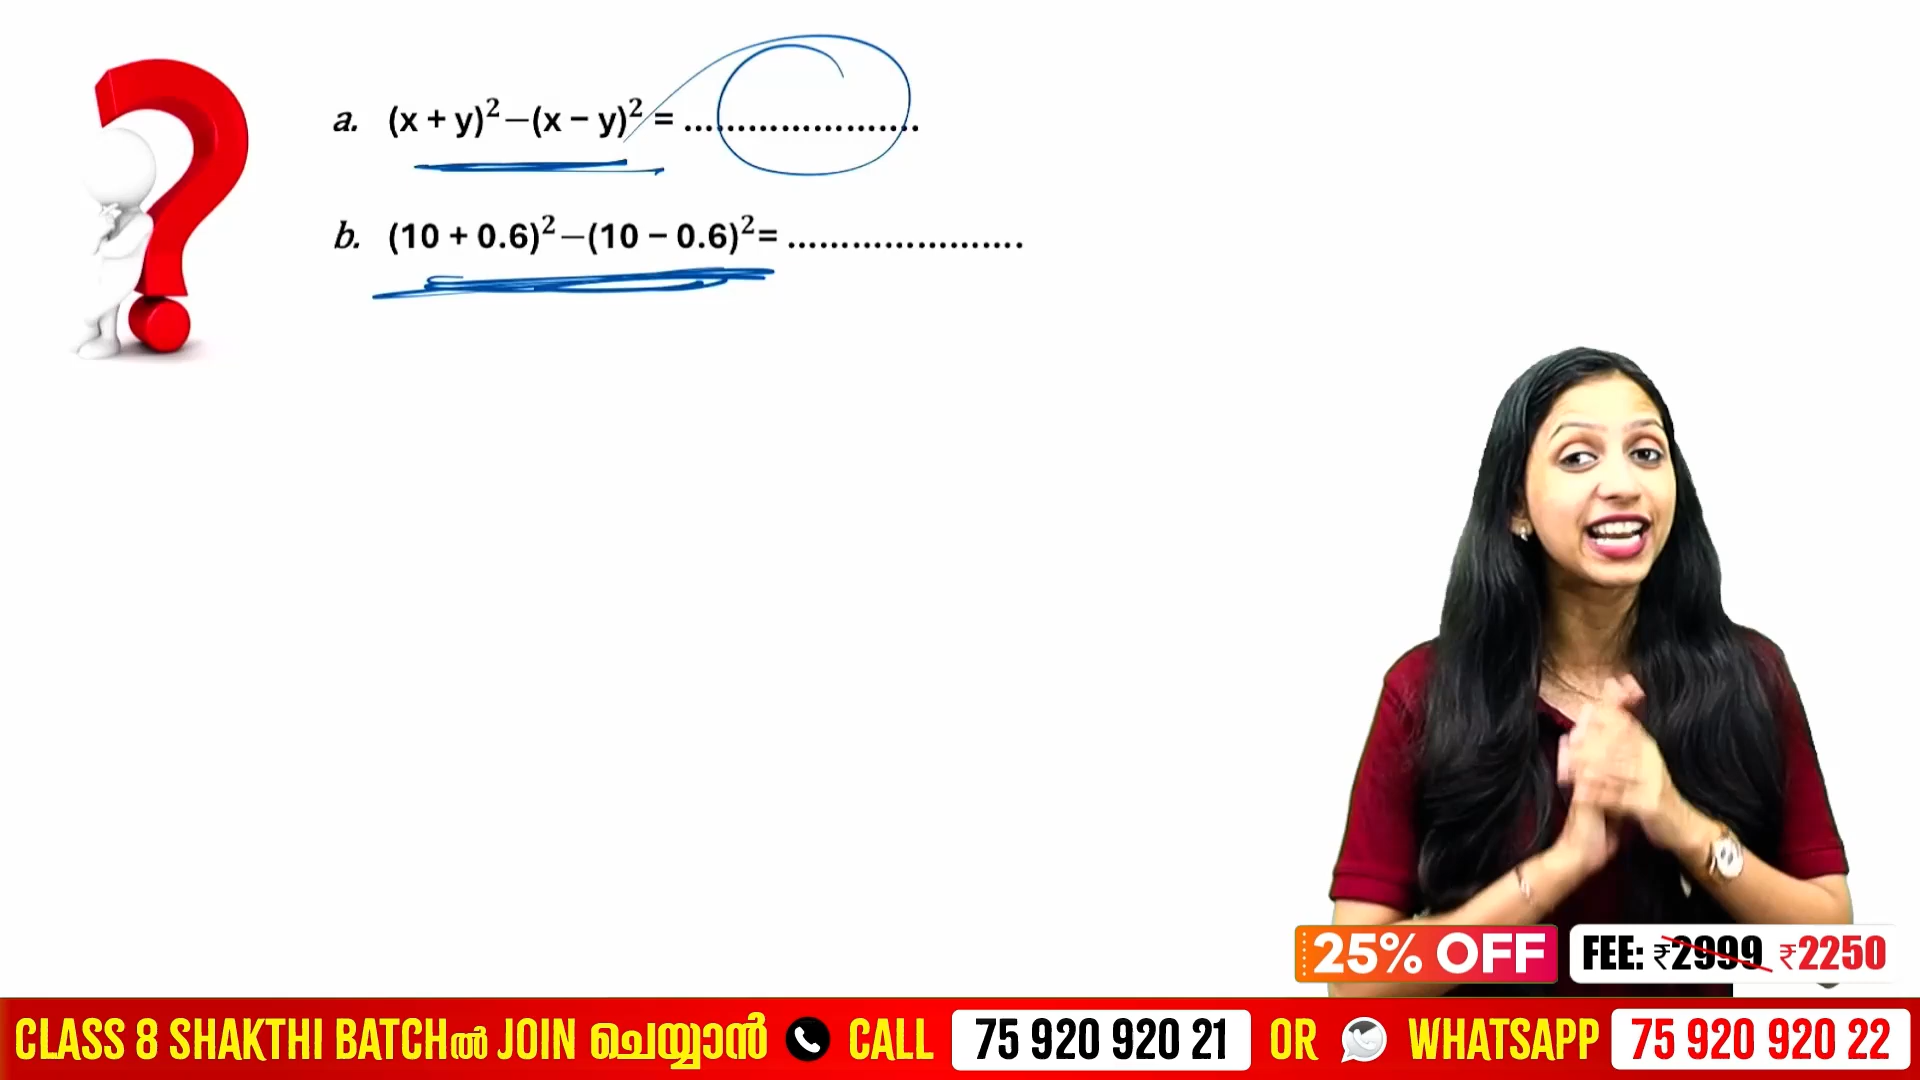 a. (x + y)²−(x − y)² = ......................
b. (10 + 0.6)²−(10 − 0.6)²= ......................
25% OFF FEE: ₹2999 ₹2250
CLASS 8 SHAKTHI BATCHൽ JOIN ചെയ്യാൻ CALL 75 920 920 21 OR WHATSAPP 75 920 920 22